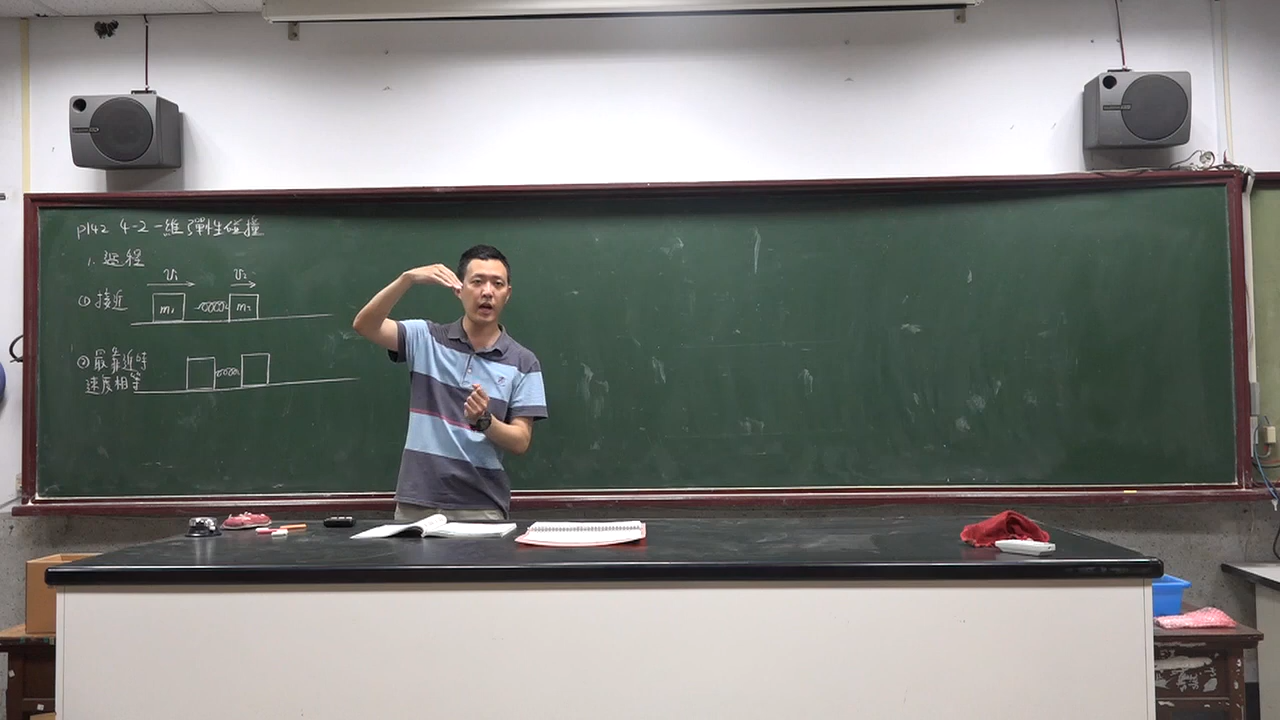 p142 4-2 一維彈性碰撞
1. 過程
v₁ v₂
① 接近 m₁ m₂
② 最靠近時
速度相等